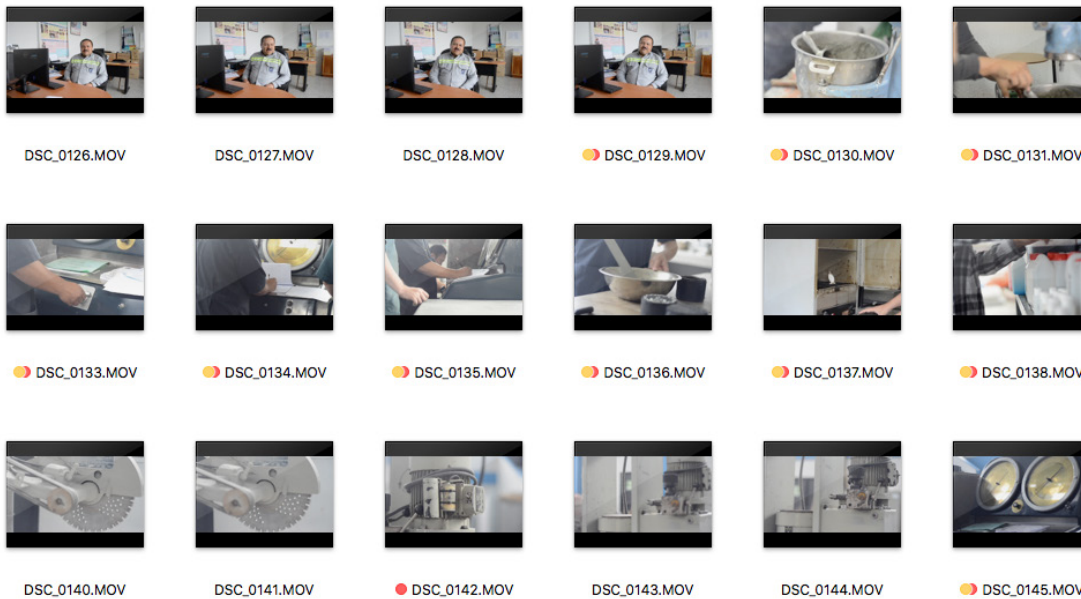 DSC_0126.MOV
DSC_0127.MOV
DSC_0128.MOV
DSC_0129.MOV
DSC_0130.MOV
DSC_0131.MOV
DSC_0133.MOV
DSC_0134.MOV
DSC_0135.MOV
DSC_0136.MOV
DSC_0137.MOV
DSC_0138.MOV
DSC_0140.MOV
DSC_0141.MOV
DSC_0142.MOV
DSC_0143.MOV
DSC_0144.MOV
DSC_0145.MOV